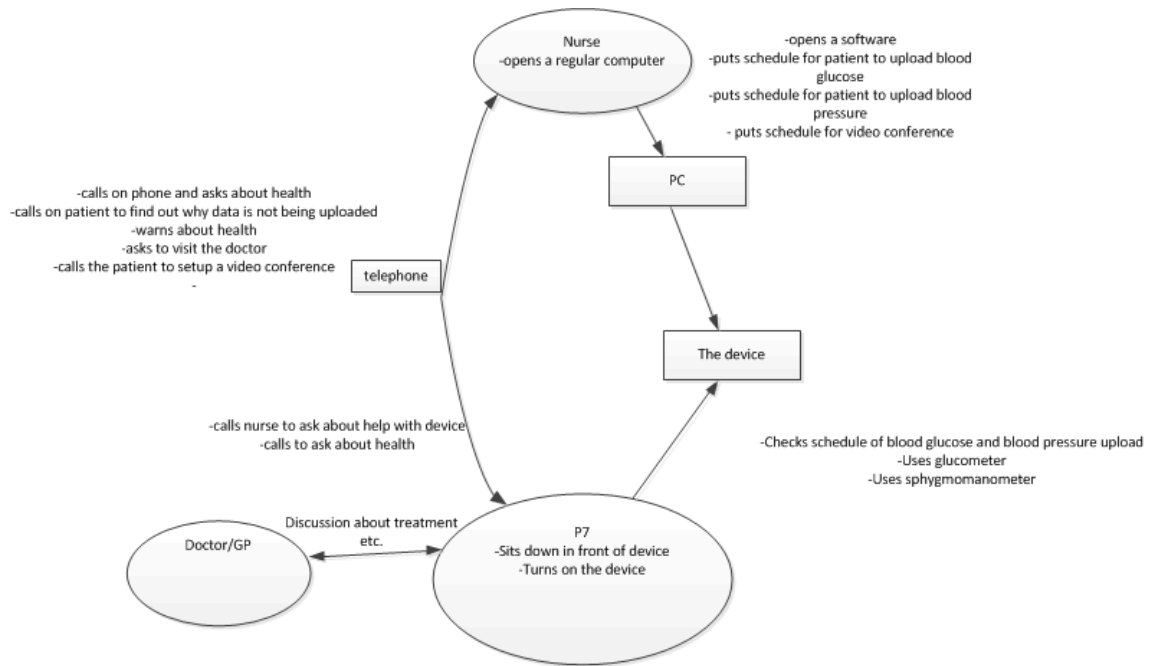 Nurse
-opens a regular computer
-opens a software
-puts schedule for patient to upload blood
glucose
-puts schedule for patient to upload blood
pressure
- puts schedule for video conference
PC
-calls on phone and asks about health
-calls on patient to find out why data is not being uploaded
-warns about health
-asks to visit the doctor
-calls the patient to setup a video conference
-
telephone
The device
-calls nurse to ask about help with device
-calls to ask about health
-Checks schedule of blood glucose and blood pressure upload
-Uses glucometer
-Uses sphygmomanometer
Discussion about treatment
etc.
Doctor/GP
P7
-Sits down in front of device
-Turns on the device